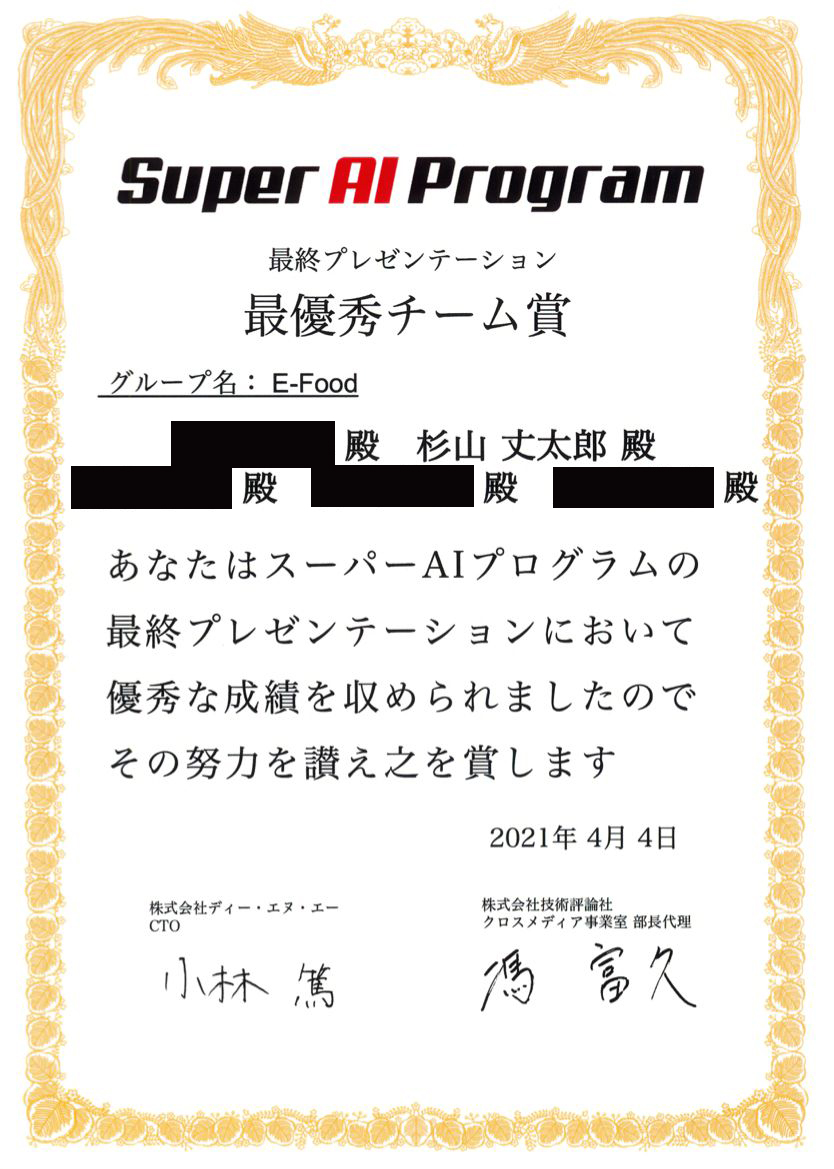 Super AI Program
最終プレゼンテーション
最優秀チーム賞
グループ名： E-Food
殿　杉山 丈太郎 殿
殿　殿　殿
あなたはスーパーAIプログラムの
最終プレゼンテーションにおいて
優秀な成績を収められましたので
その努力を讃え之を賞します
2021年 4月 4日
株式会社ディー・エヌ・エー
CTO
小林 篤
株式会社技術評論社
クロスメディア事業室 部長代理
馮 富久